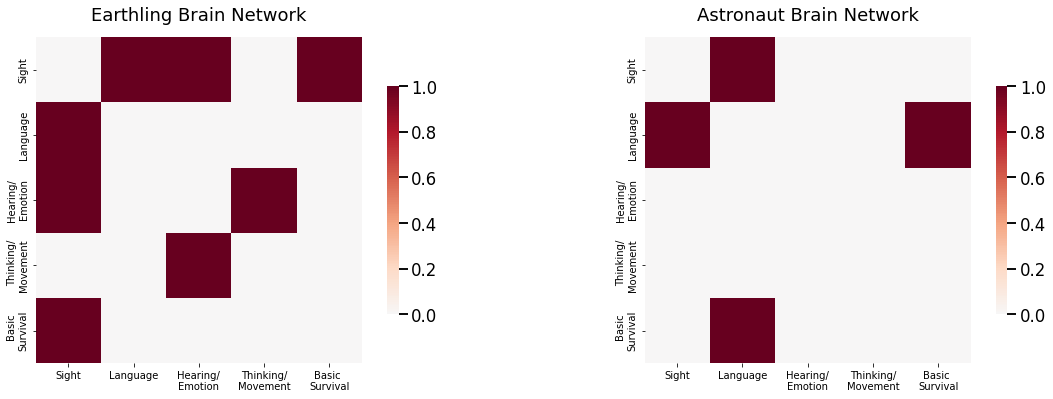 Earthling Brain Network
Sight
Language
Hearing/
Emotion
Thinking/
Movement
Basic
Survival
Sight
Language
Hearing/
Emotion
Thinking/
Movement
Basic
Survival
1.0
0.8
0.6
0.4
0.2
0.0
Astronaut Brain Network
Sight
Language
Hearing/
Emotion
Thinking/
Movement
Basic
Survival
Sight
Language
Hearing/
Emotion
Thinking/
Movement
Basic
Survival
1.0
0.8
0.6
0.4
0.2
0.0